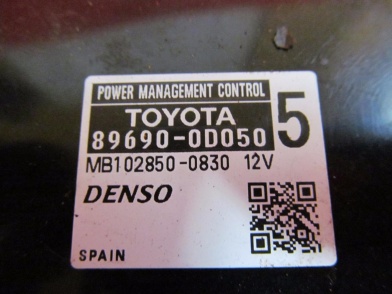 POWER MANAGEMENT CONTROL
TOYOTA 5
89690-0D050
MB102850-0830 12V
DENSO
SPAIN